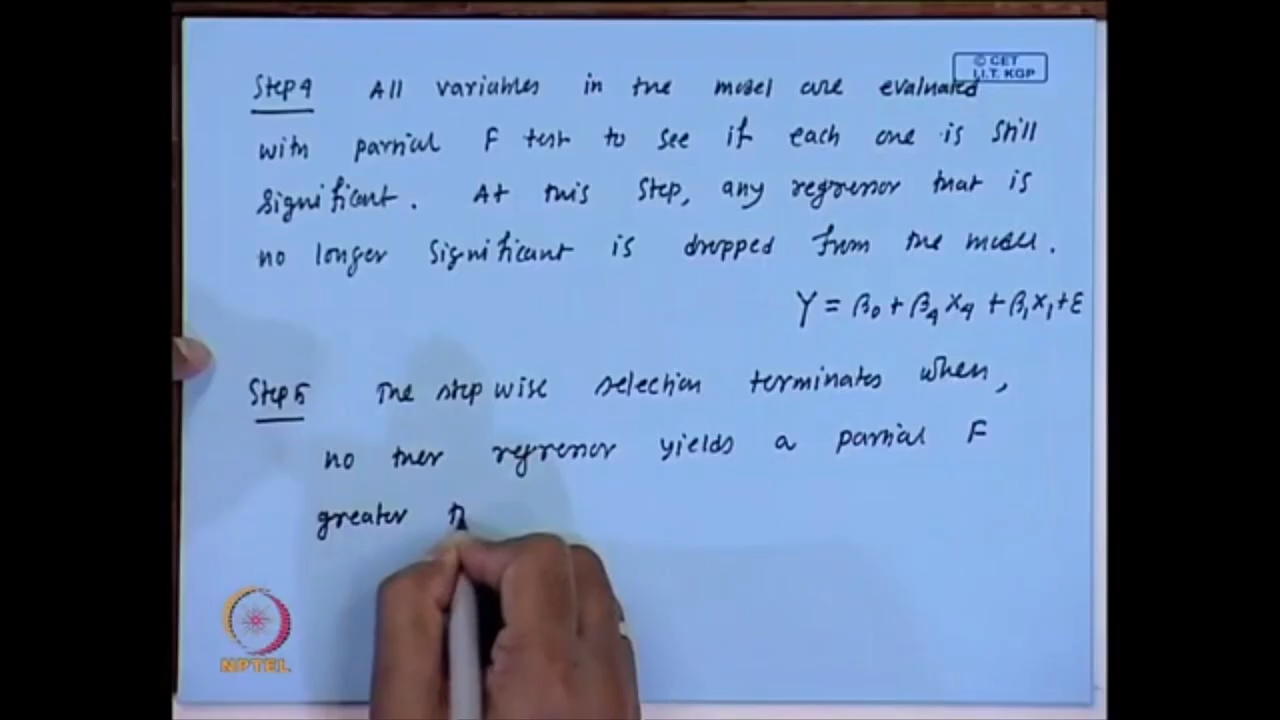 © CET
I.I.T. KGP
Step 4 All variables in the model are evaluated
with partial F test to see if each one is still
significant. At this step, any regressor that is
no longer significant is dropped from the model.
Y = β₀ + β₄ X₄ + β₁ X₁ + ε
Step 5 The stepwise selection terminates when,
no ther regressor yields a partial F
greater
NPTEL